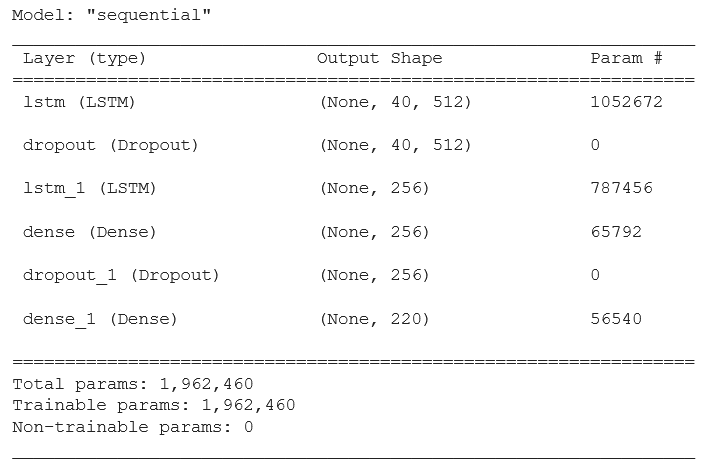 Model: "sequential"
Layer (type) Output Shape Param #
=================================================================
lstm (LSTM) (None, 40, 512) 1052672
dropout (Dropout) (None, 40, 512) 0
lstm_1 (LSTM) (None, 256) 787456
dense (Dense) (None, 256) 65792
dropout_1 (Dropout) (None, 256) 0
dense_1 (Dense) (None, 220) 56540
=================================================================
Total params: 1,962,460
Trainable params: 1,962,460
Non-trainable params: 0